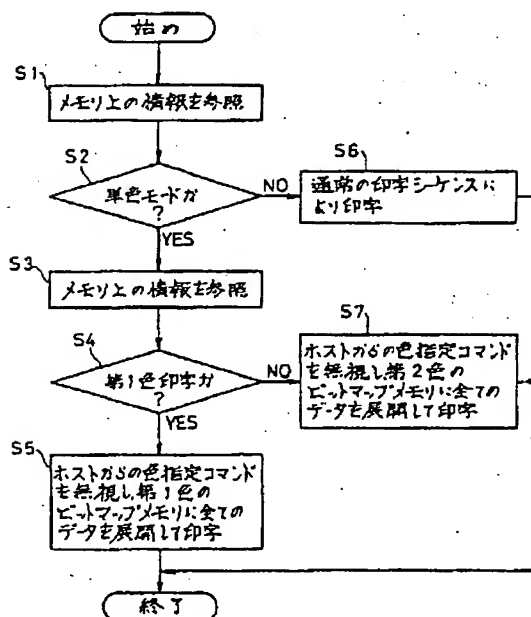 始め
S1
メモリ上の情報を参照
S2
単色モードか
?
NO
YES
S6
通常の印字シーケンスに
より印字
S3
メモリ上の情報を参照
S4
第1色印字か
?
NO
YES
S7
ホストからの色指定コマンド
を無視し第2色の
ビットマップメモリに全ての
データを展開して印字
S5
ホストからの色指定コマンド
を無視し第1色の
ビットマップメモリに全ての
データを展開して印字
終了